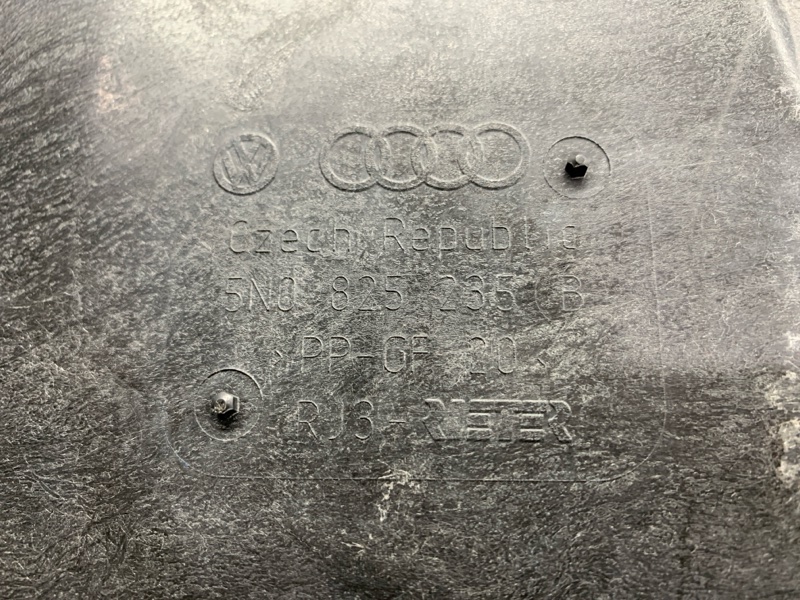 Czech Republic
5N0 825 235 B
>PP-GF 20<
RJ3-RIETER